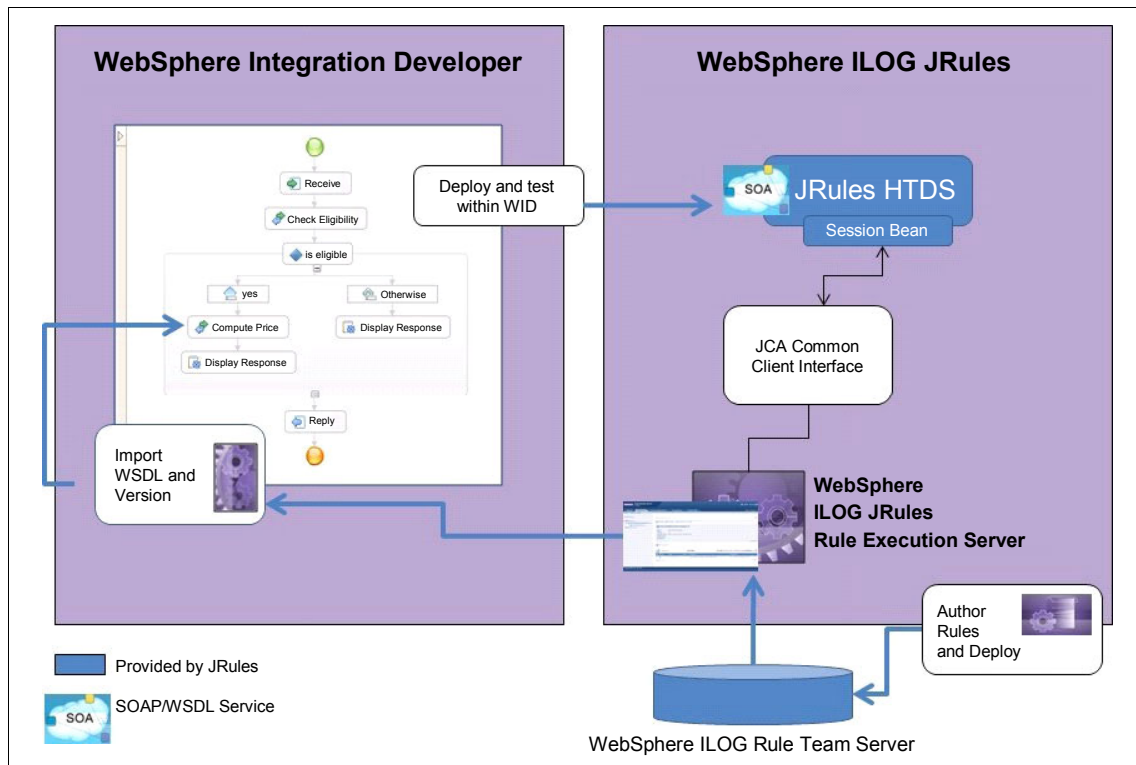 WebSphere Integration Developer
Receive
Check Eligibility
is eligible
yes
Otherwise
Compute Price
Display Response
Display Response
Reply
Import
WSDL and
Version
Deploy and test
within WID
WebSphere ILOG JRules
SOA
JRules HTDS
Session Bean
JCA Common
Client Interface
WebSphere
ILOG JRules
Rule Execution Server
Author
Rules
and Deploy
WebSphere ILOG Rule Team Server
Provided by JRules
SOA
SOAP/WSDL Service